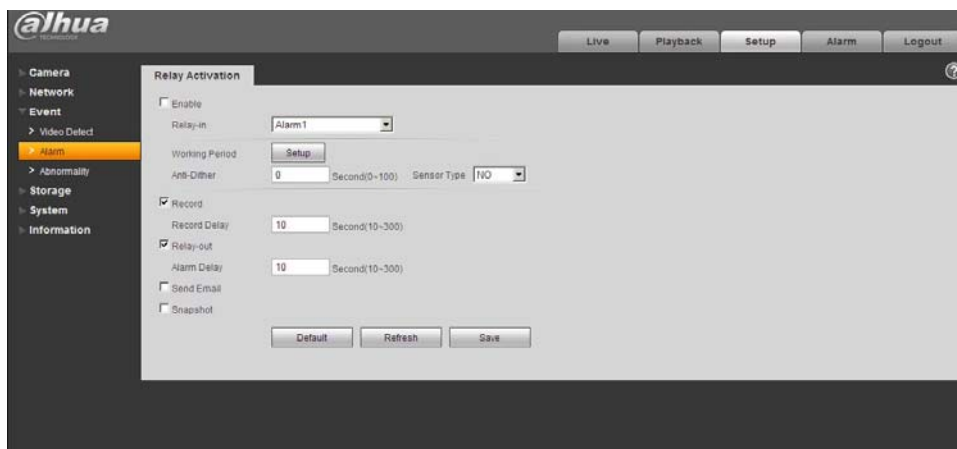 alhua
TECHNOLOGY
Live Playback Setup Alarm Logout
Camera
Network
Event
> Video Detect
> Alarm
> Abnormality
Storage
System
Information
Relay Activation
Enable
Relay-in Alarm1
Working Period Setup
Anti-Dither 0 Second(0~100) Sensor Type NO
Record
Record Delay 10 Second(10~300)
Relay-out
Alarm Delay 10 Second(10~300)
Send Email
Snapshot
Default Refresh Save
?